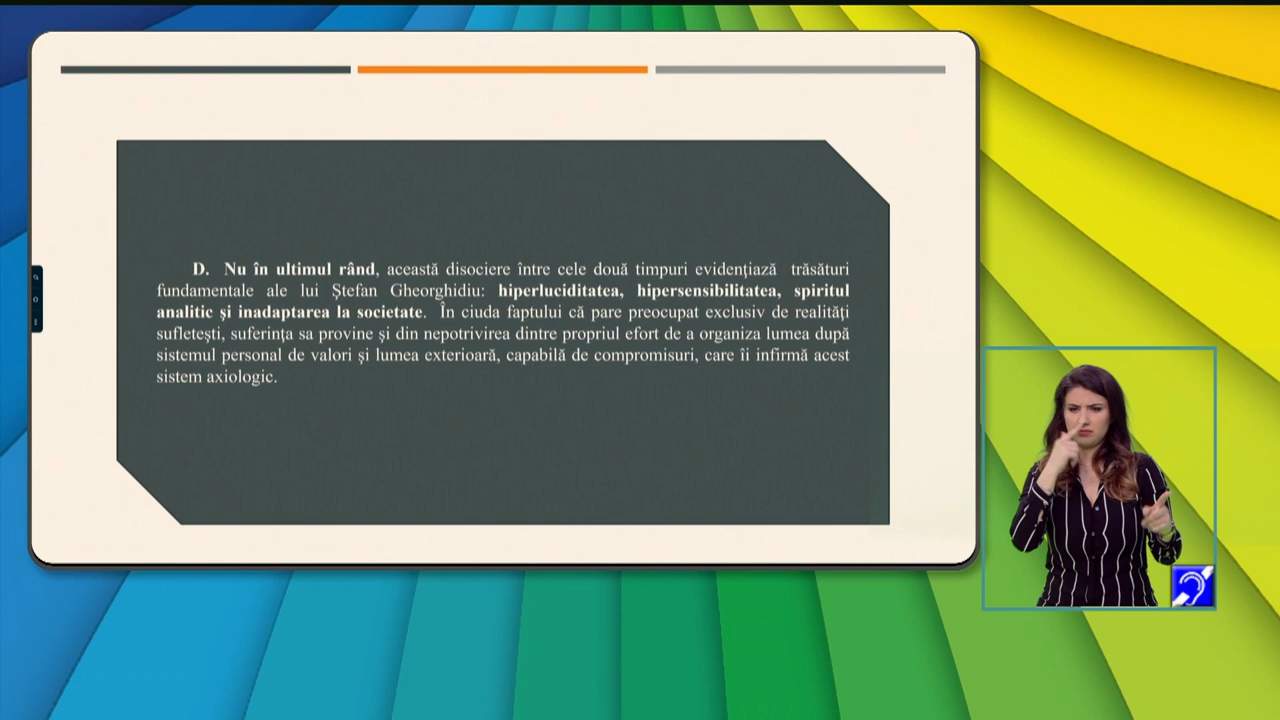 D. Nu în ultimul rând, această disociere între cele două timpuri evidențiază trăsături
fundamentale ale lui Ștefan Gheorghidiu: hiperluciditatea, hipersensibilitatea, spiritul
analitic și inadaptarea la societate. În ciuda faptului că pare preocupat exclusiv de realități
sufletești, suferința sa provine și din nepotrivirea dintre propriul efort de a organiza lumea după
sistemul personal de valori și lumea exterioară, capabilă de compromisuri, care îi infirmă acest
sistem axiologic.